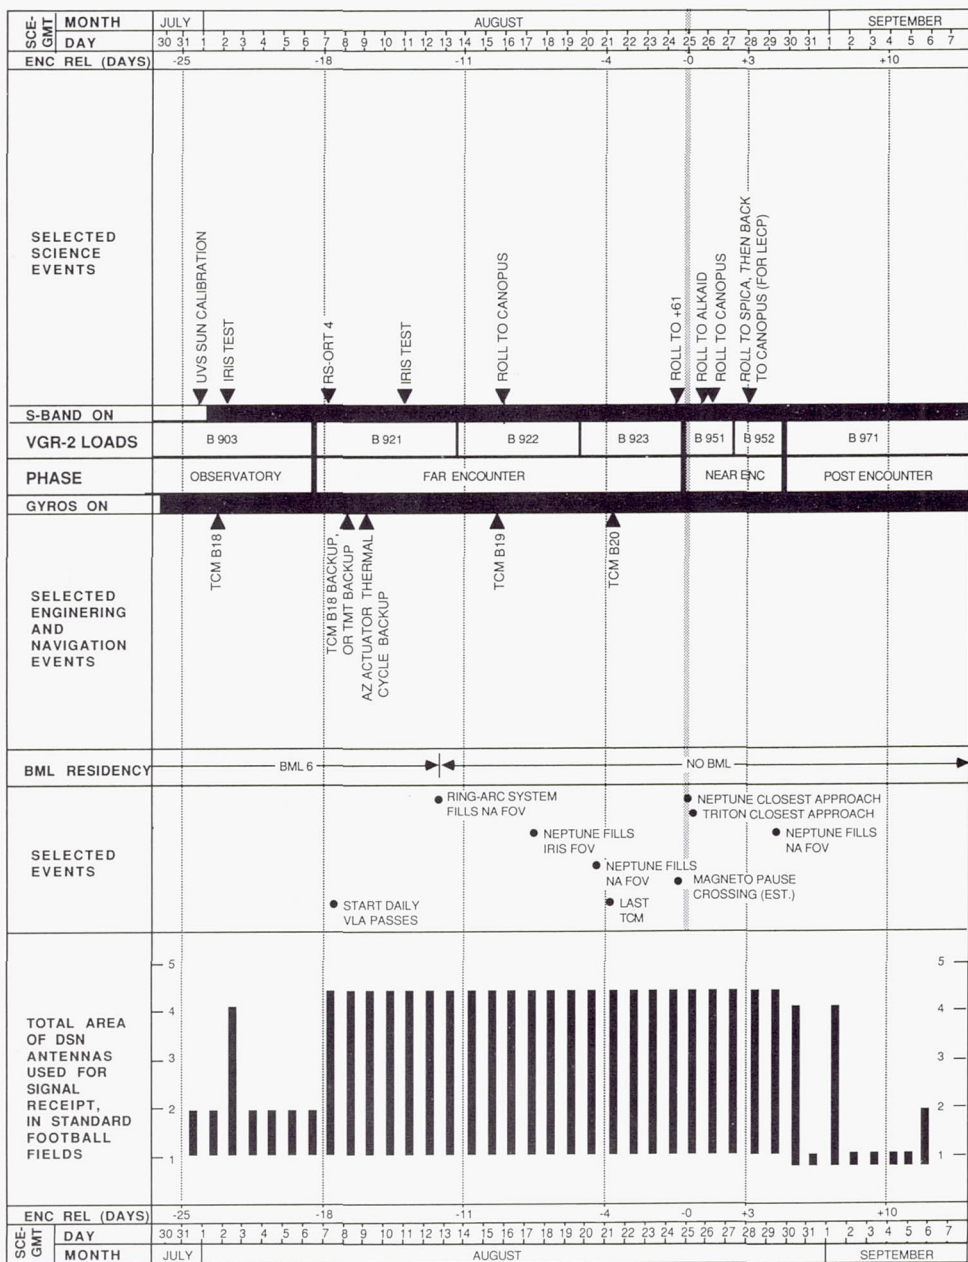 SCE-GMT
MONTH JULY AUGUST SEPTEMBER
DAY 30 31 1 2 3 4 5 6 7 8 9 10 11 12 13 14 15 16 17 18 19 20 21 22 23 24 25 26 27 28 29 30 31 1 2 3 4 5 6 7
ENC REL (DAYS) -25 -18 -11 -4 -0 +3 +10
SELECTED
SCIENCE
EVENTS
UVS SUN CALIBRATION
IRIS TEST
RS-ORT 4
IRIS TEST
ROLL TO CANOPUS
ROLL TO +61
ROLL TO ALKAID
ROLL TO CANOPUS
ROLL TO SPICA, THEN BACK
TO CANOPUS (FOR LECP)
S-BAND ON
VGR-2 LOADS B 903 B 921 B 922 B 923 B 951 B 952 B 971
PHASE OBSERVATORY FAR ENCOUNTER NEAR ENC POST ENCOUNTER
GYROS ON
SELECTED
ENGINERING
AND
NAVIGATION
EVENTS
TCM B18
TCM B18 BACKUP,
OR TMT BACKUP
AZ ACTUATOR THERMAL
CYCLE BACKUP
TCM B19
TCM B20
BML RESIDENCY BML 6 NO BML
SELECTED
EVENTS
RING-ARC SYSTEM
FILLS NA FOV
NEPTUNE CLOSEST APPROACH
TRITON CLOSEST APPROACH
NEPTUNE FILLS
IRIS FOV
NEPTUNE FILLS
NA FOV
NEPTUNE FILLS
NA FOV
MAGNETO PAUSE
CROSSING (EST.)
START DAILY
VLA PASSES
LAST
TCM
TOTAL AREA
OF DSN
ANTENNAS
USED FOR
SIGNAL
RECEIPT,
IN STANDARD
FOOTBALL
FIELDS
5 5
4 4
3 3
2 2
1 1
ENC REL (DAYS) -25 -18 -11 -4 -0 +3 +10
SCE-GMT
DAY 30 31 1 2 3 4 5 6 7 8 9 10 11 12 13 14 15 16 17 18 19 20 21 22 23 24 25 26 27 28 29 30 31 1 2 3 4 5 6 7
MONTH JULY AUGUST SEPTEMBER